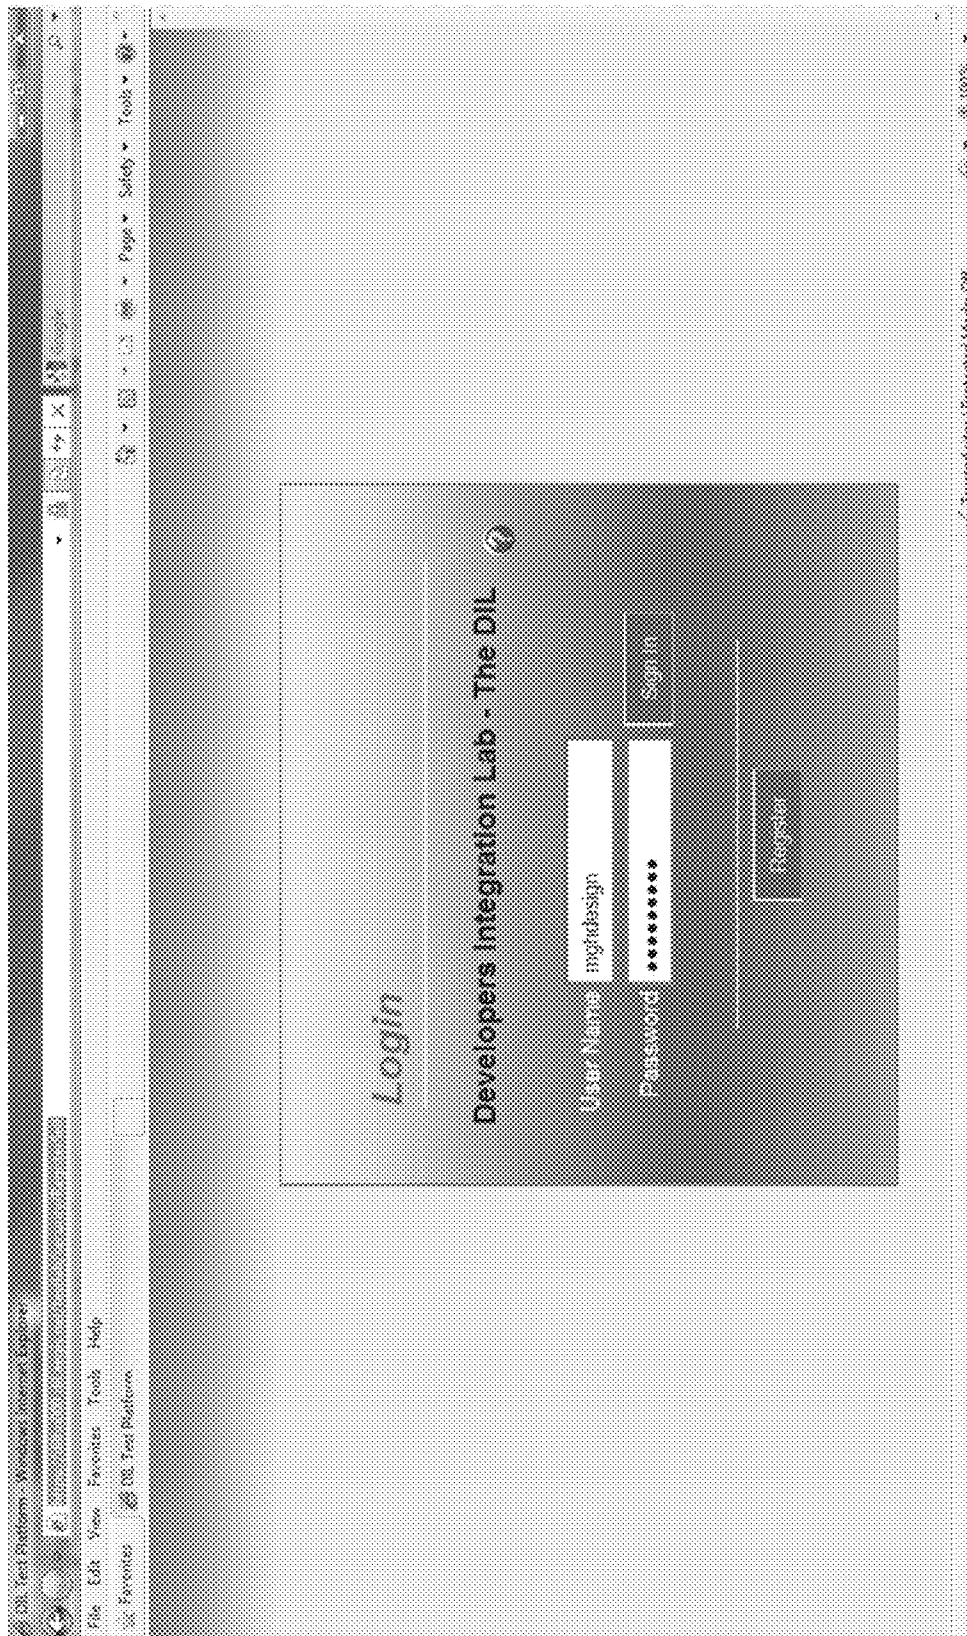 DIL Test Platform - Windows Internet Explorer
Google
File Edit View Favorites Tools Help
Favorites DIL Test Platform
Page Safety Tools
Login
Developers Integration Lab - The DIL
User Name mghdesign
Password ••••••••••
Sign In
Register